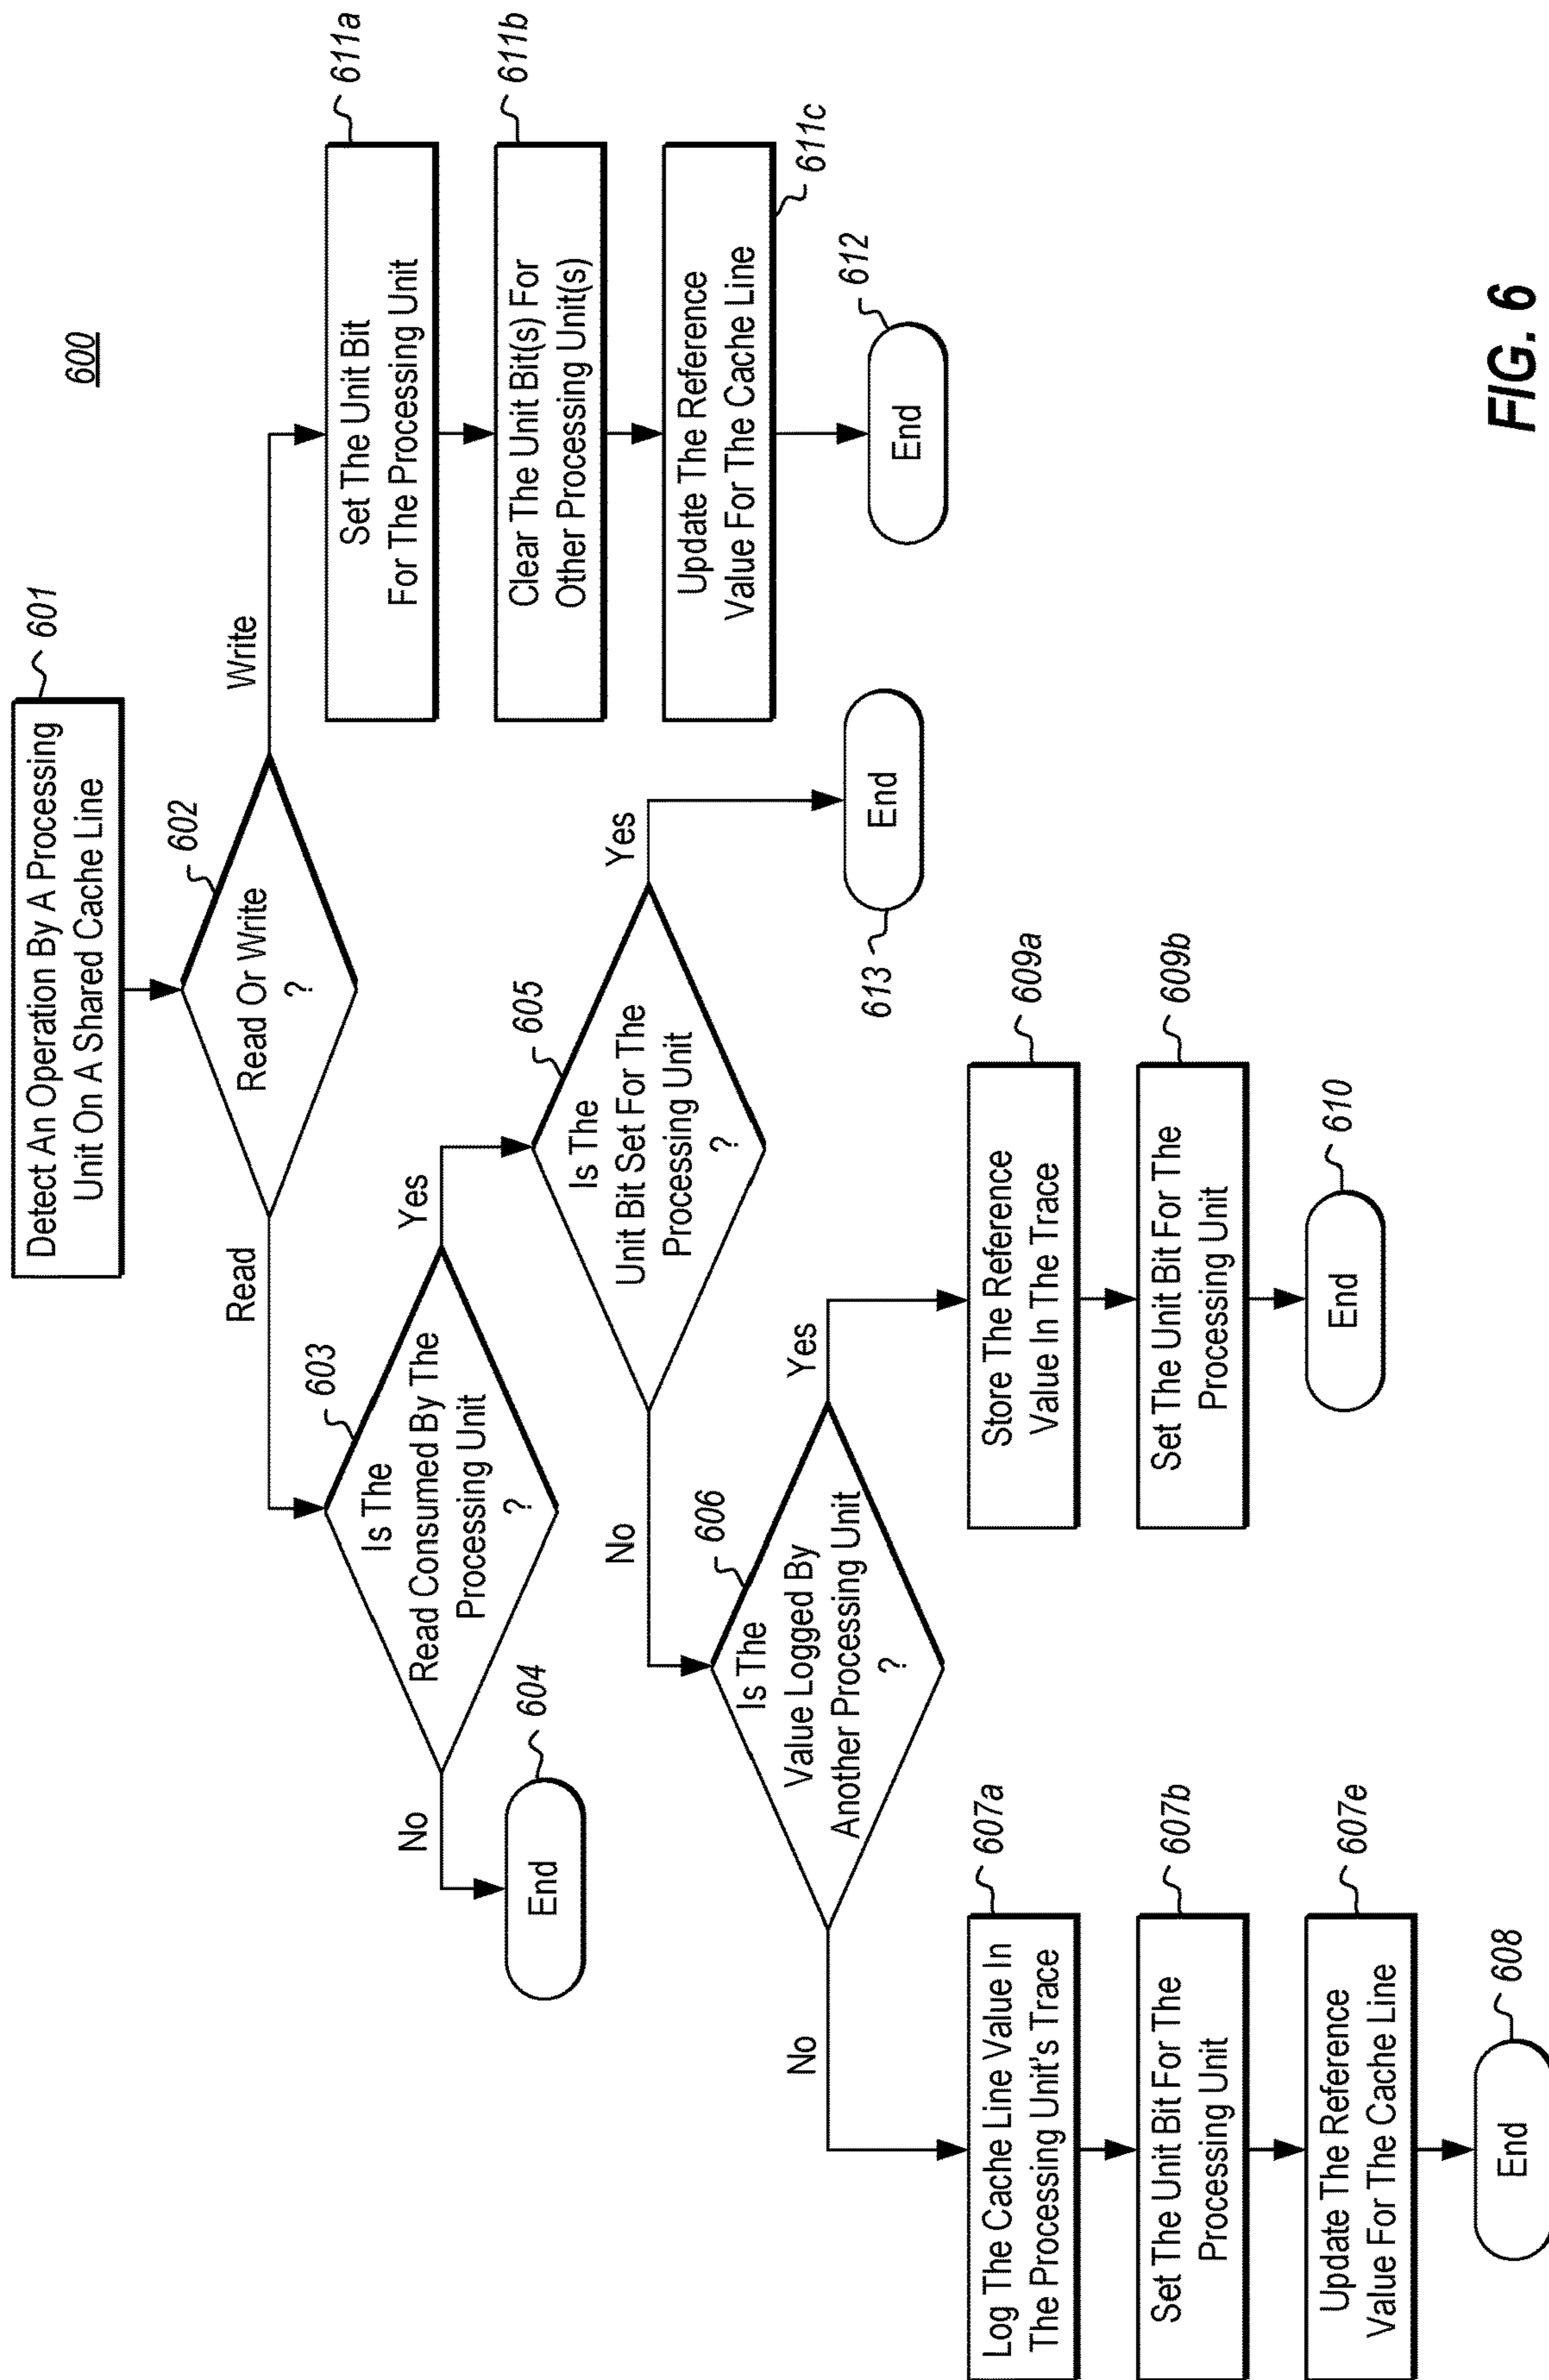 600
Detect An Operation By A Processing
Unit On A Shared Cache Line
601
Read Or Write
?
602
Read
Write
Is The
Read Consumed By The
Processing Unit
?
603
No
Yes
End
604
Is The
Unit Bit Set For The
Processing Unit
?
605
No
Yes
End
613
Is The
Value Logged By
Another Processing Unit
?
606
No
Yes
Log The Cache Line Value In
The Processing Unit's Trace
607a
Set The Unit Bit For The
Processing Unit
607b
Update The Reference
Value For The Cache Line
607e
End
608
Store The Reference
Value In The Trace
609a
Set The Unit Bit For The
Processing Unit
609b
End
610
Set The Unit Bit
For The Processing Unit
611a
Clear The Unit Bit(s) For
Other Processing Unit(s)
611b
Update The Reference
Value For The Cache Line
611c
End
612
FIG. 6